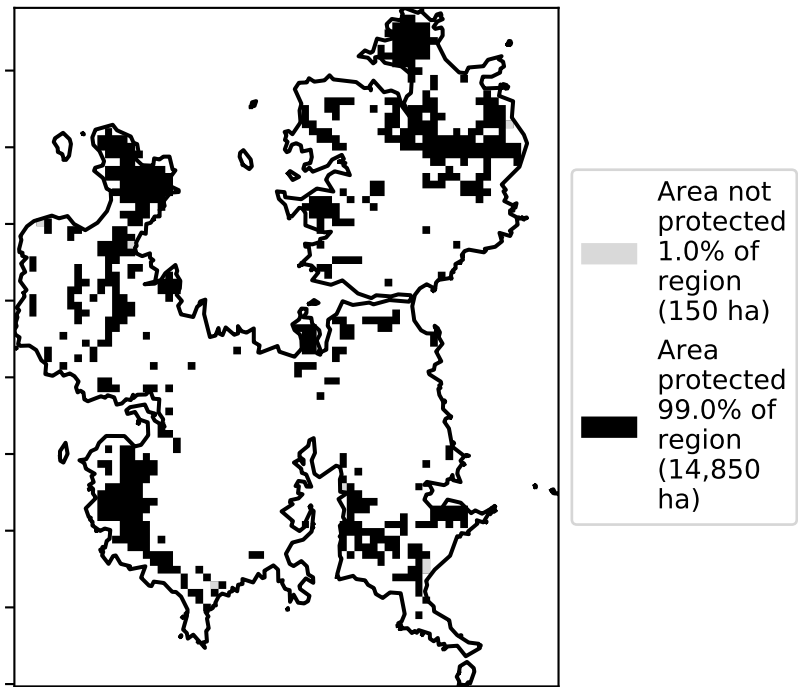 Area not
protected
1.0% of
region
(150 ha)
Area
protected
99.0% of
region
(14,850
ha)